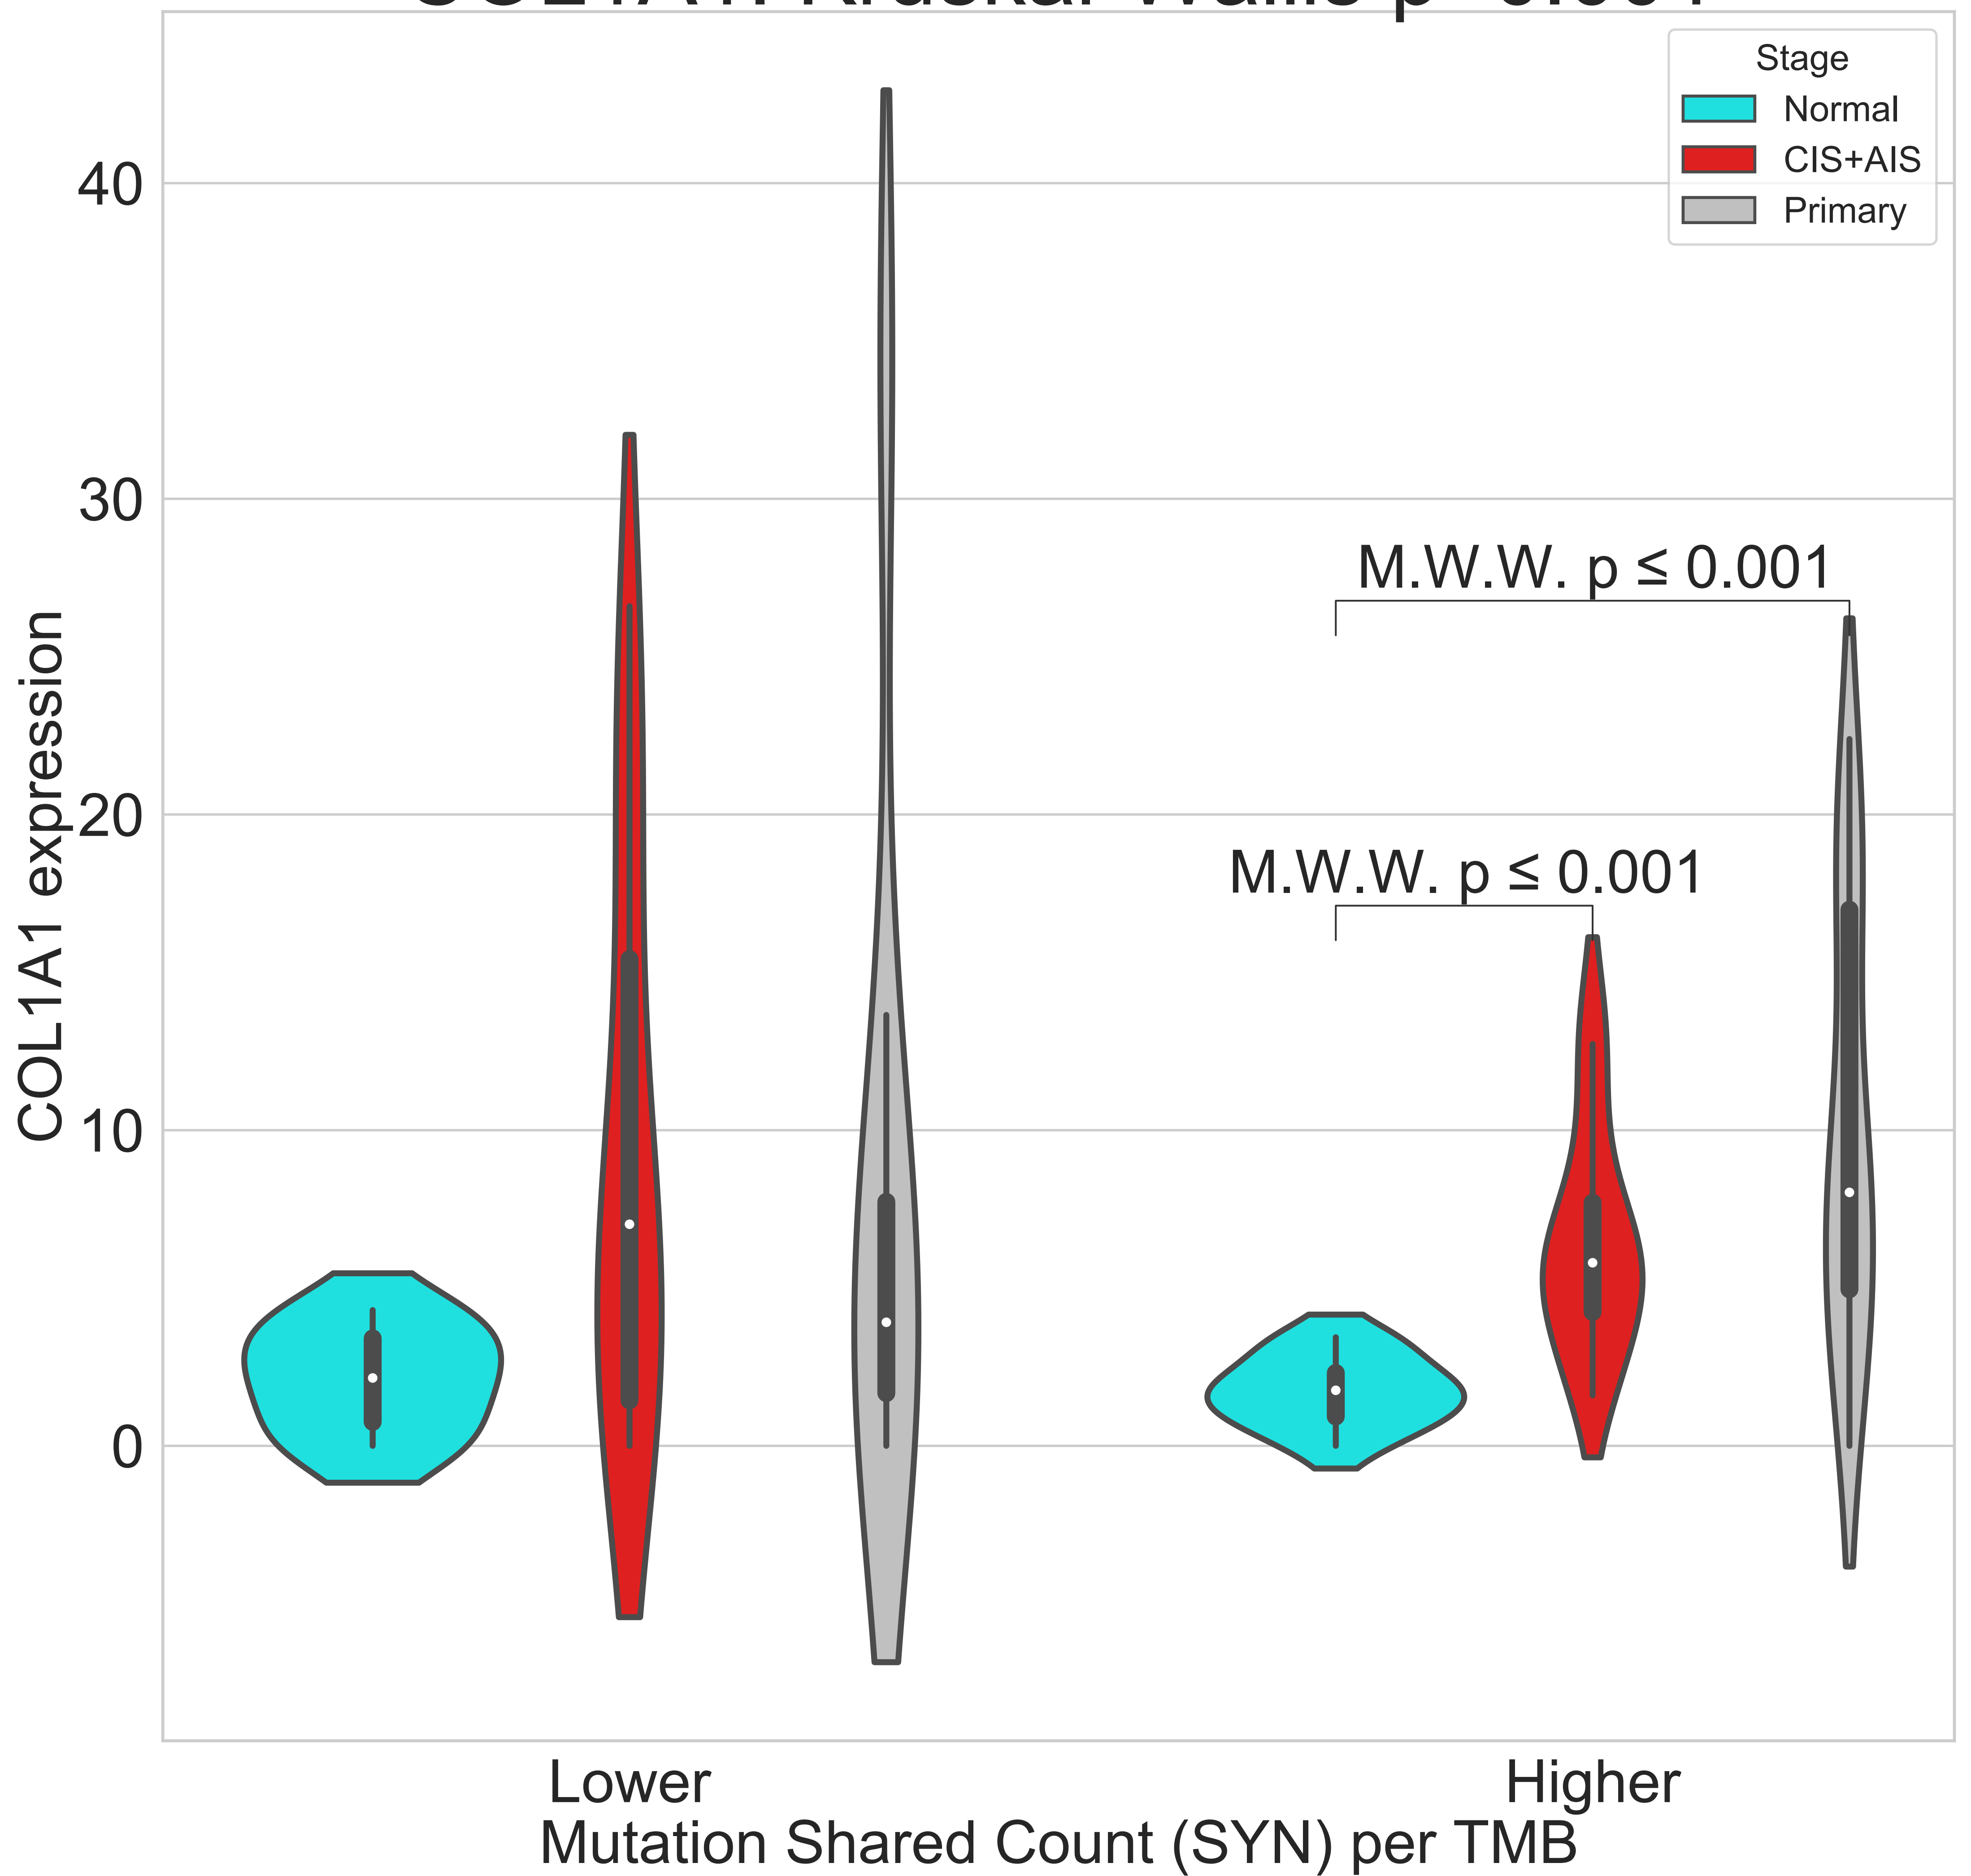 Stage
Normal
CIS+AIS
Primary
40
30
20
10
0
COL1A1 expression
M.W.W. p ≤ 0.001
M.W.W. p ≤ 0.001
Lower
Higher
Mutation Shared Count (SYN) per TMB